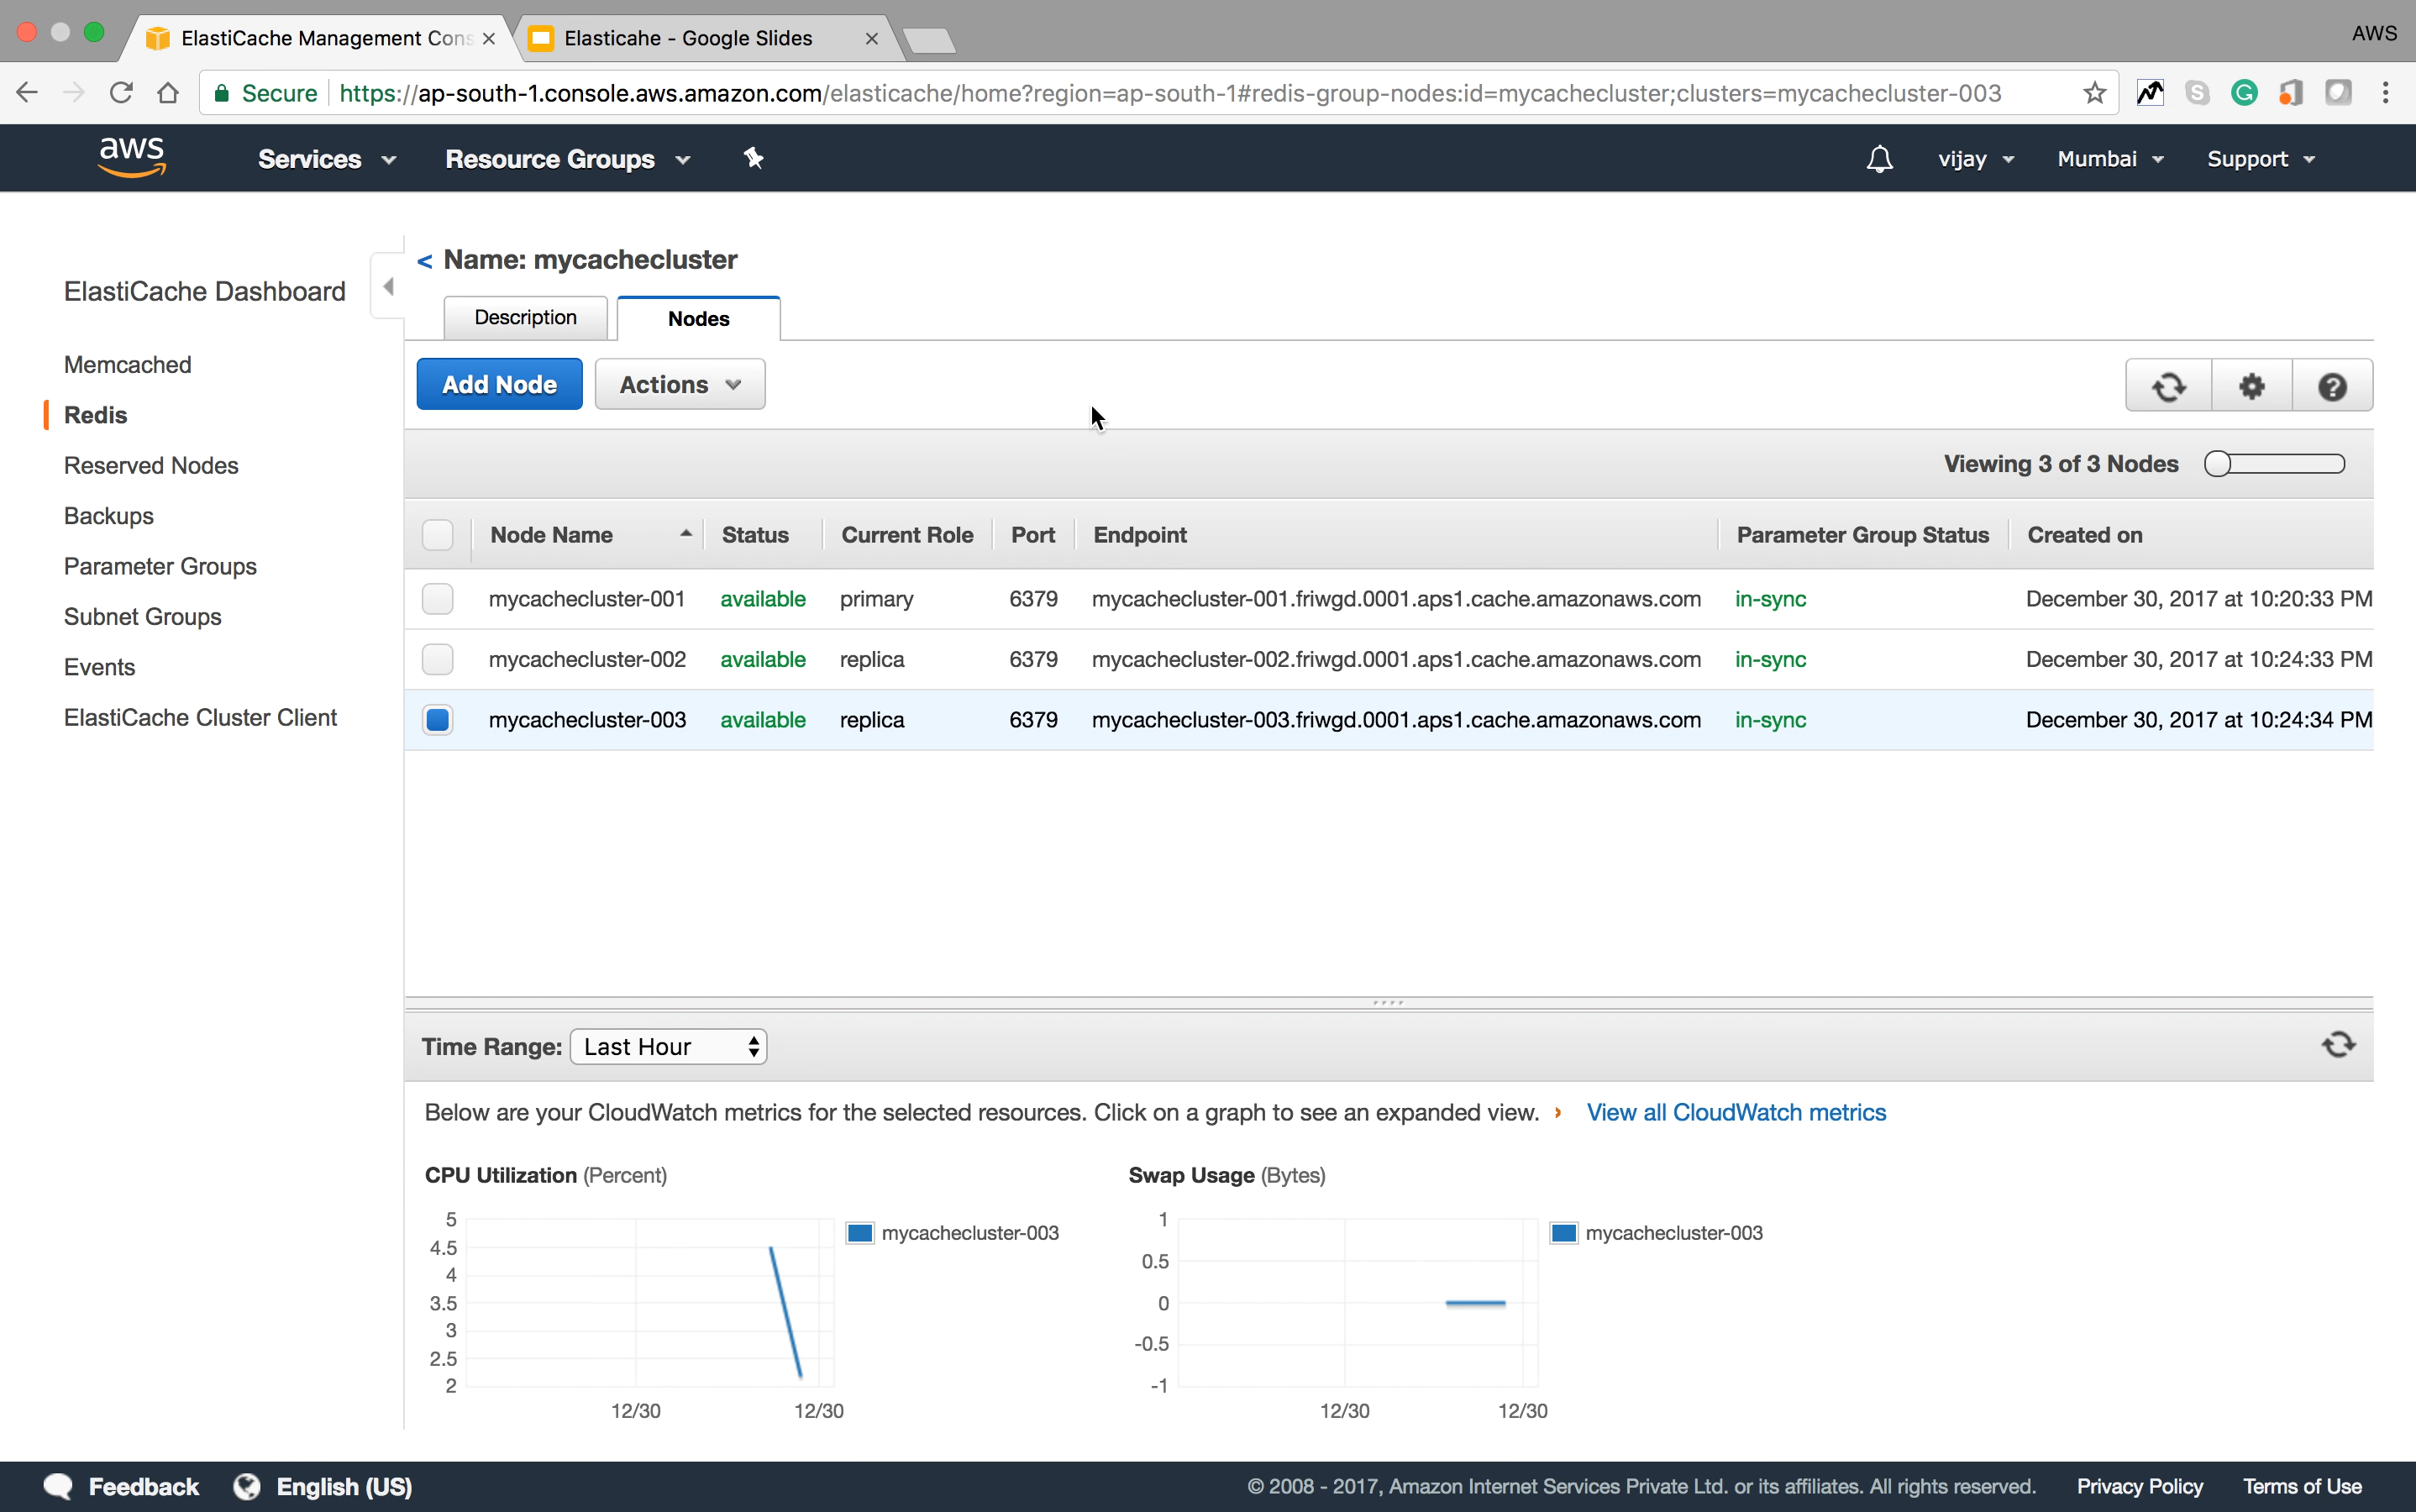 ElastiCache Management Cons
Elasticahe - Google Slides
AWS
Secure https://ap-south-1.console.aws.amazon.com/elasticache/home?region=ap-south-1#redis-group-nodes:id=mycachecluster;clusters=mycachecluster-003
aws Services Resource Groups vijay Mumbai Support
ElastiCache Dashboard
Memcached
Redis
Reserved Nodes
Backups
Parameter Groups
Subnet Groups
Events
ElastiCache Cluster Client
< Name: mycachecluster
Description Nodes
Add Node Actions
Viewing 3 of 3 Nodes
Node Name Status Current Role Port Endpoint Parameter Group Status Created on
mycachecluster-001 available primary 6379 mycachecluster-001.friwgd.0001.aps1.cache.amazonaws.com in-sync December 30, 2017 at 10:20:33 PM
mycachecluster-002 available replica 6379 mycachecluster-002.friwgd.0001.aps1.cache.amazonaws.com in-sync December 30, 2017 at 10:24:33 PM
mycachecluster-003 available replica 6379 mycachecluster-003.friwgd.0001.aps1.cache.amazonaws.com in-sync December 30, 2017 at 10:24:34 PM
Time Range: Last Hour
Below are your CloudWatch metrics for the selected resources. Click on a graph to see an expanded view. › View all CloudWatch metrics
CPU Utilization (Percent)
5
4.5
4
3.5
3
2.5
2
12/30 12/30
mycachecluster-003
Swap Usage (Bytes)
1
0.5
0
-0.5
-1
12/30 12/30
mycachecluster-003
Feedback English (US) © 2008 - 2017, Amazon Internet Services Private Ltd. or its affiliates. All rights reserved. Privacy Policy Terms of Use